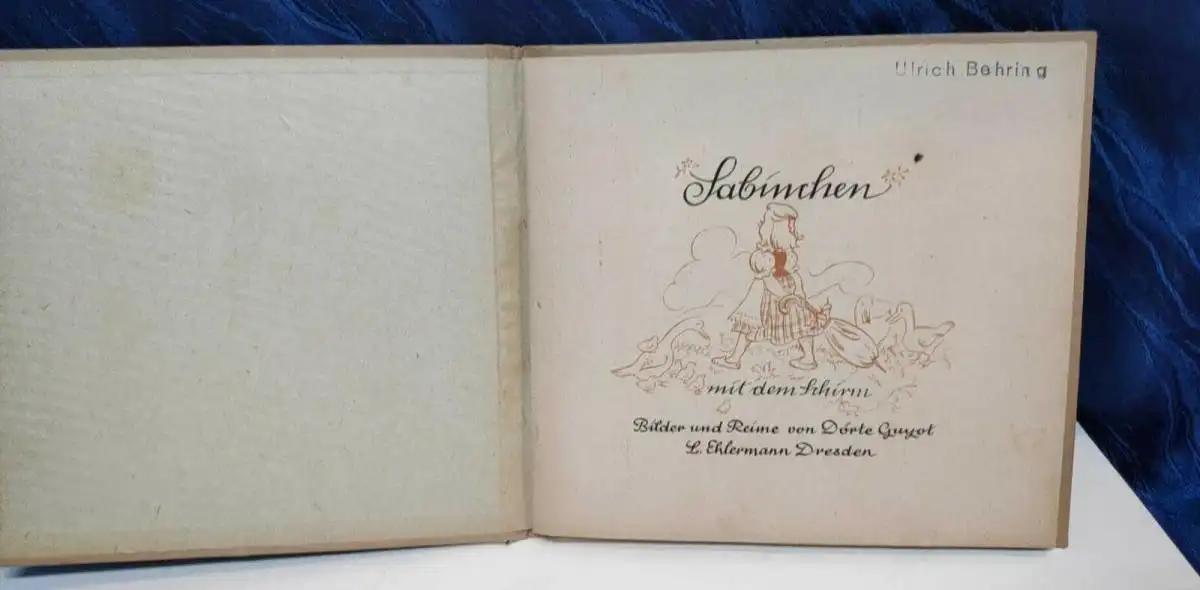 Ulrich Behring
Sabinchen
mit dem Schirm
Bilder und Reime von Dörte Guyot
L. Ehlermann Dresden